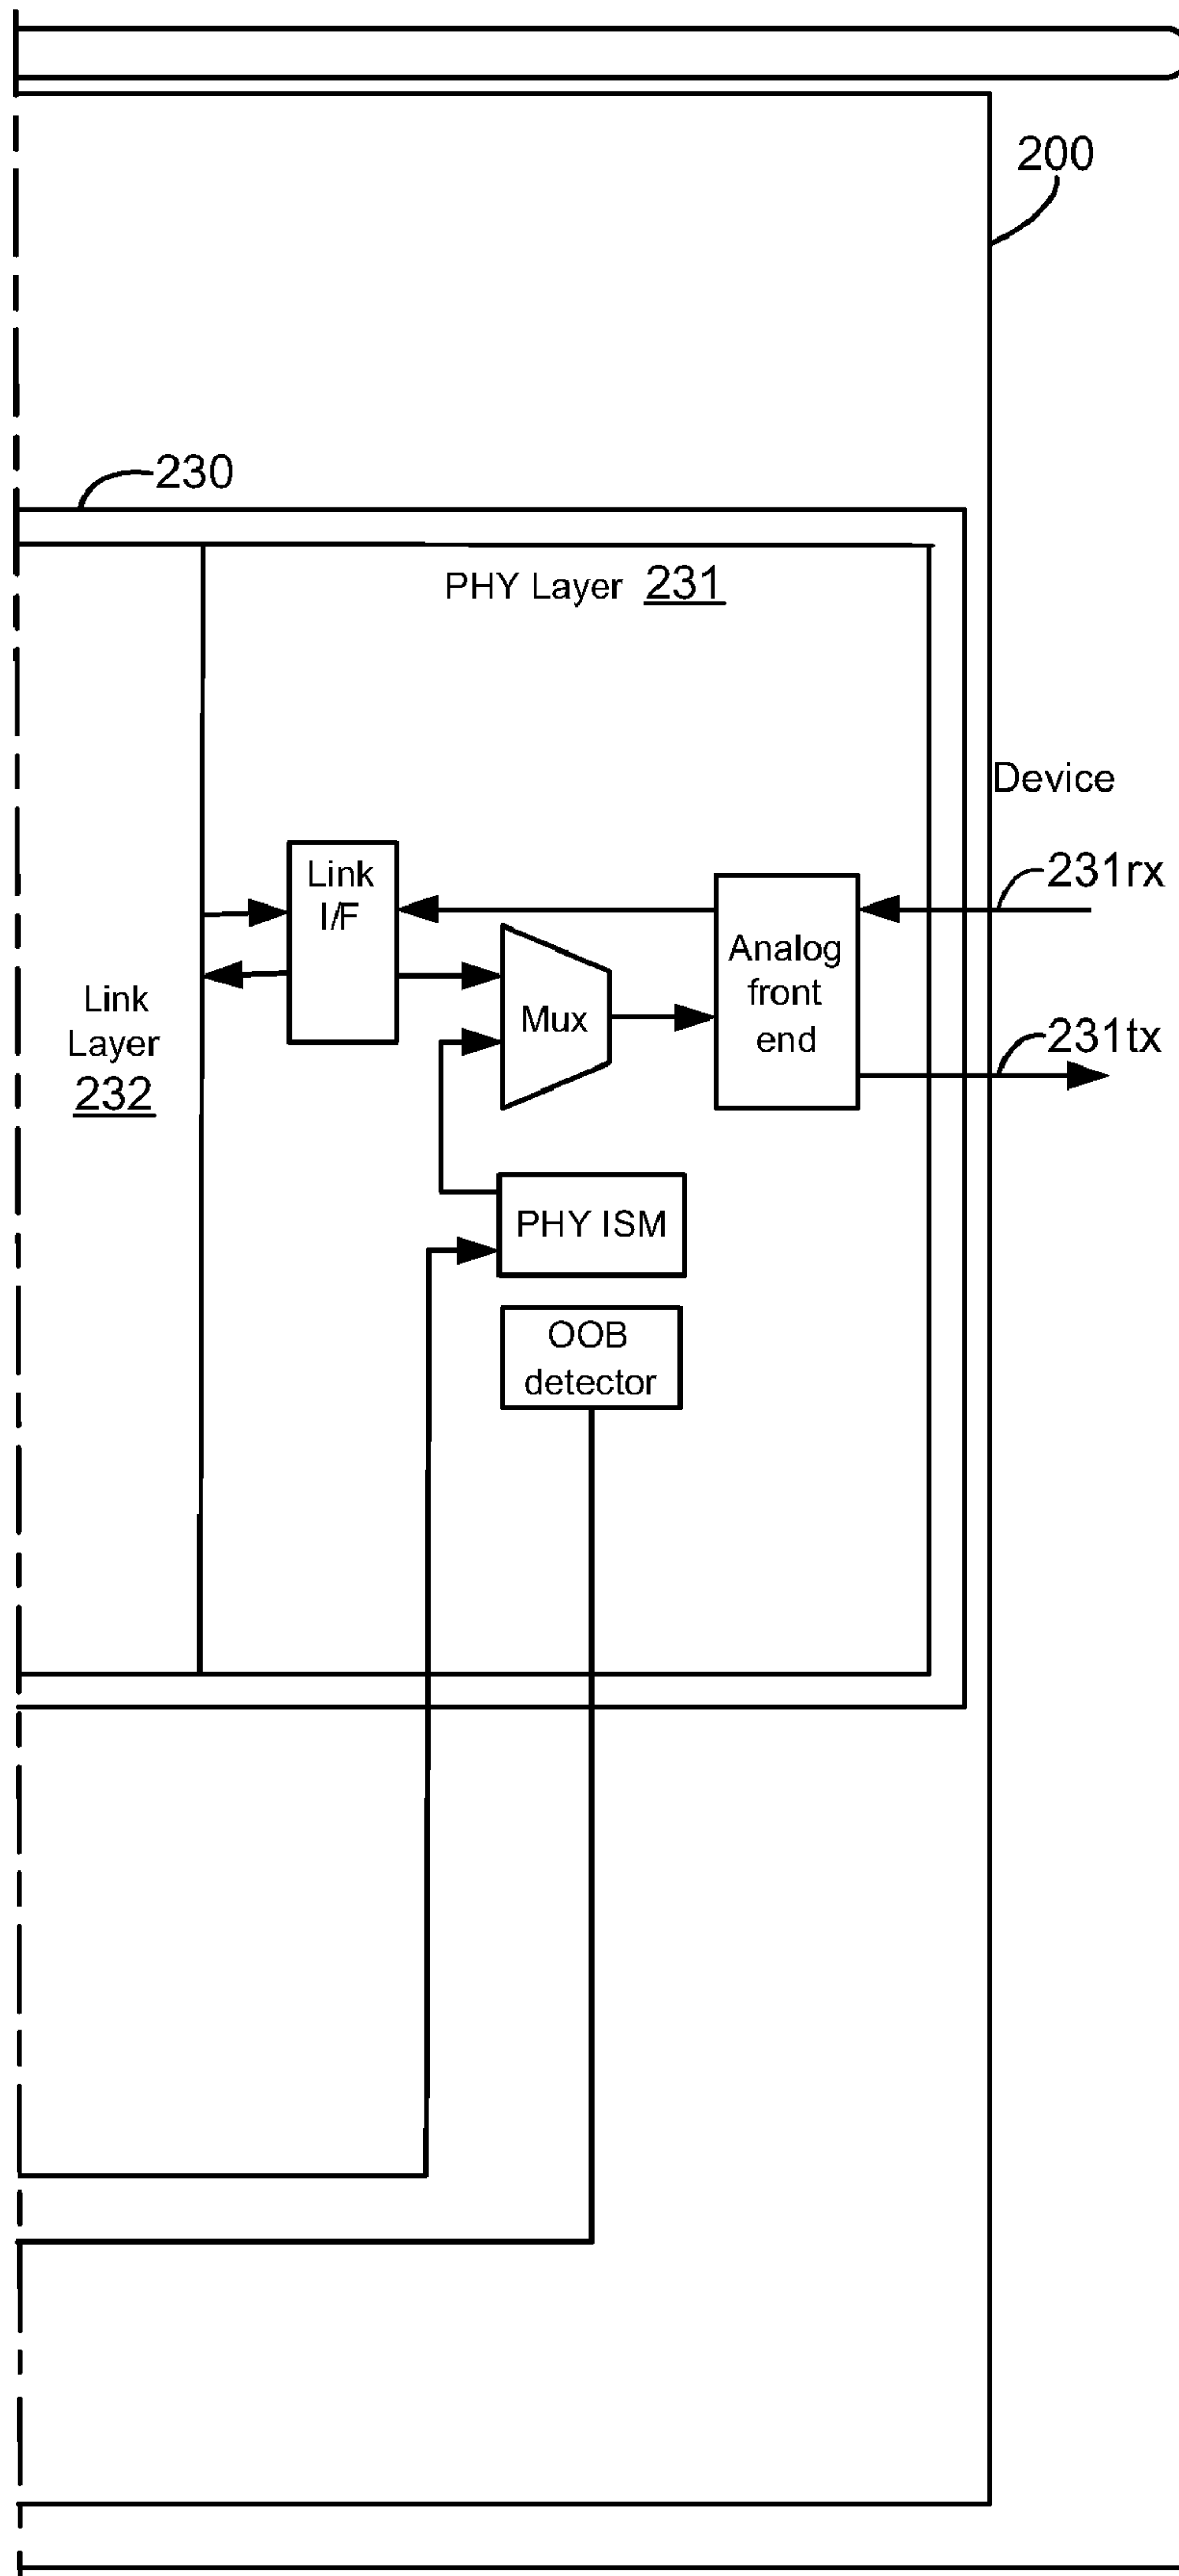 200
230
PHY Layer 231
Device
Link
I/F
231rx
Analog
front
end
Mux
Link
Layer
232
231tx
PHY ISM
OOB
detector